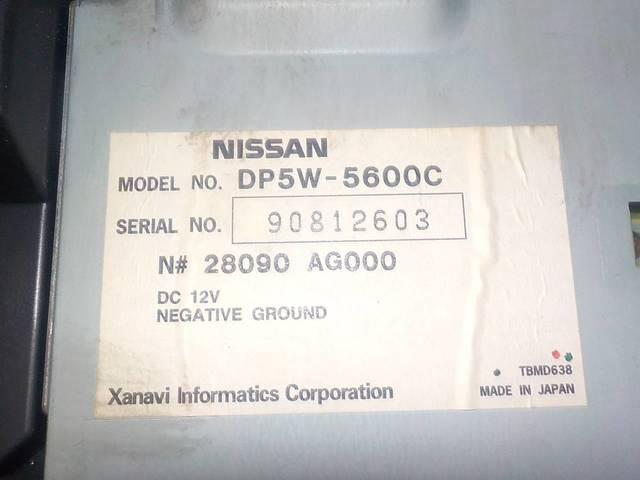 NISSAN
MODEL NO. DP5W-5600C
SERIAL NO. 90812603
N# 28090 AG000
DC 12V
NEGATIVE GROUND
TBMD638
Xanavi Informatics Corporation MADE IN JAPAN